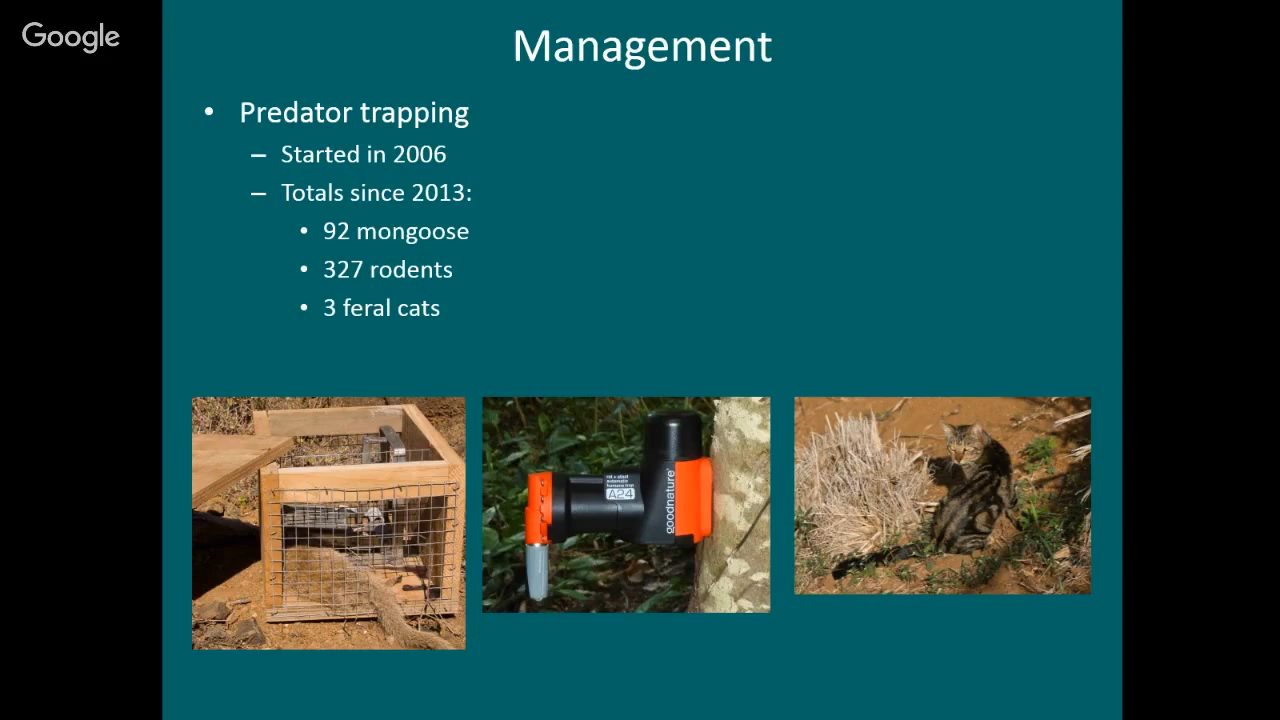 Google
Management
• Predator trapping
– Started in 2006
– Totals since 2013:
• 92 mongoose
• 327 rodents
• 3 feral cats
A24
goodnature